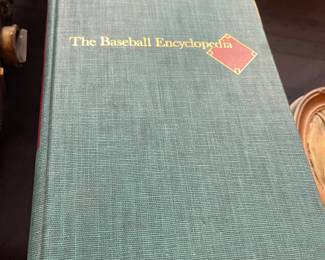 The Baseball Encyclopedia